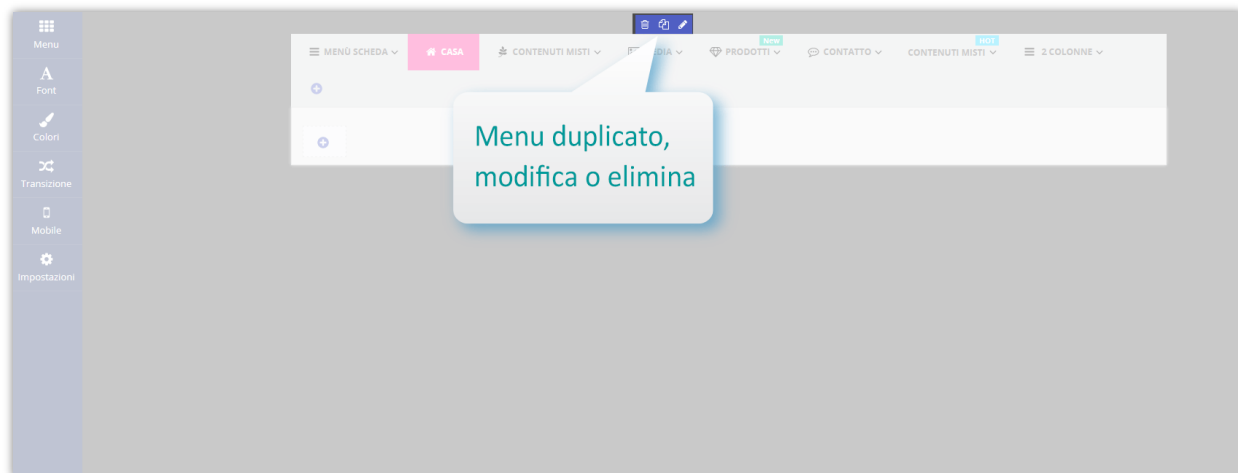 Menu
Font
Colori
Transizione
Mobile
Impostazioni
MENÙ SCHEDA
CASA
CONTENUTI MISTI
New
PRODOTTI
CONTATTO
HOT
CONTENUTI MISTI
2 COLONNE
Menu duplicato,
modifica o elimina